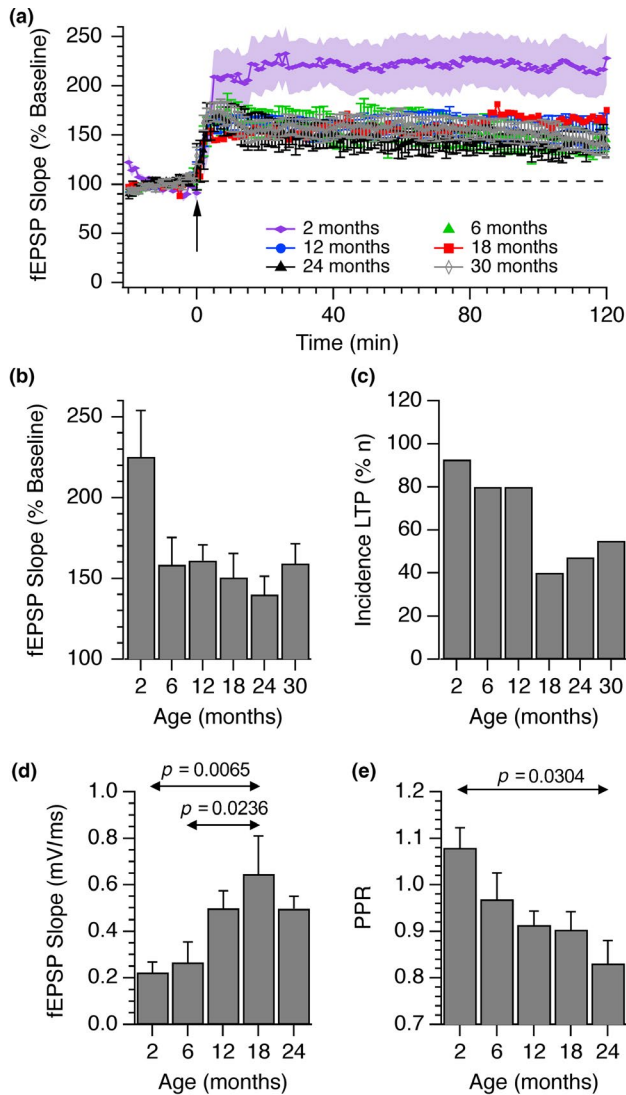 (a)
fEPSP Slope (% Baseline)
250
200
150
100
50
0
2 months
6 months
12 months
18 months
24 months
30 months
0
40
80
120
Time (min)
(b)
fEPSP Slope (% Baseline)
250
200
150
100
2 6 12 18 24 30
Age (months)
(c)
Incidence LTP (% n)
120
100
80
60
40
20
0
2 6 12 18 24 30
Age (months)
(d)
p = 0.0065
p = 0.0236
fEPSP Slope (mV/ms)
1.0
0.8
0.6
0.4
0.2
0.0
2 6 12 18 24
Age (months)
(e)
p = 0.0304
PPR
1.2
1.1
1.0
0.9
0.8
0.7
2 6 12 18 24
Age (months)